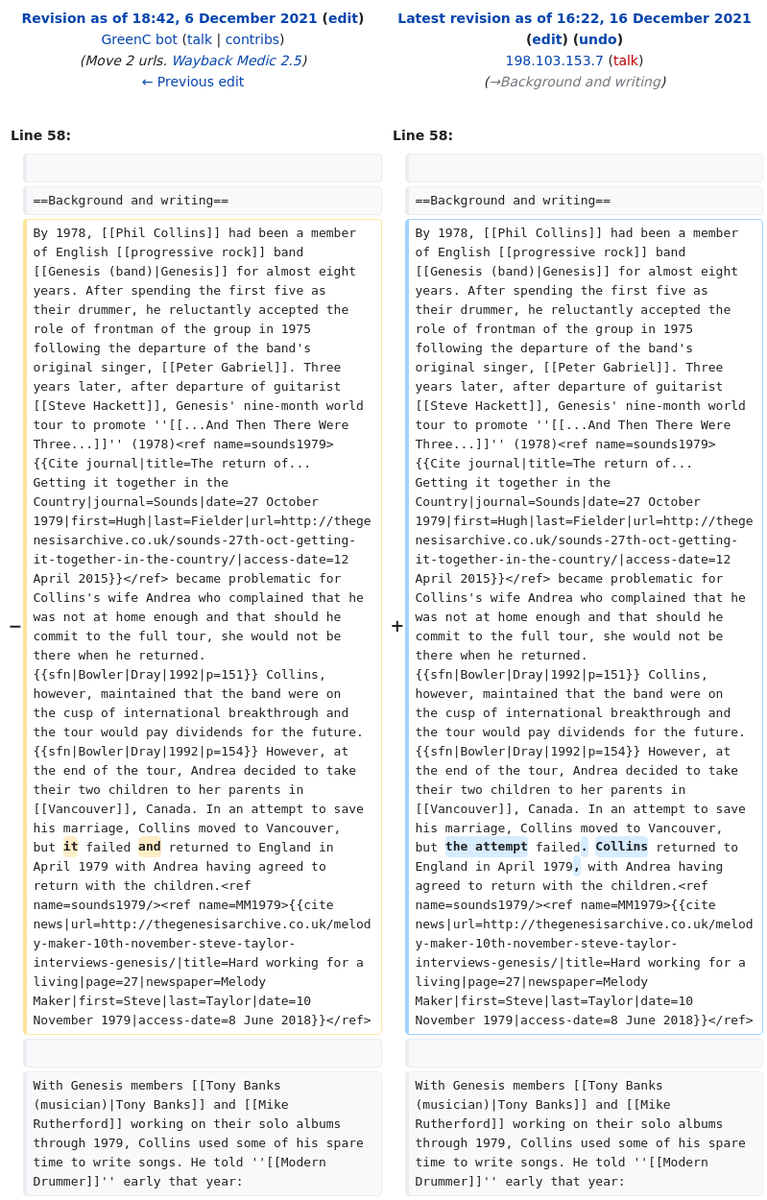 Revision as of 18:42, 6 December 2021 (edit)
GreenC bot (talk | contribs)
(Move 2 urls. Wayback Medic 2.5)
← Previous edit
Latest revision as of 16:22, 16 December 2021
(edit) (undo)
198.103.153.7 (talk)
(→Background and writing)
Line 58:
==Background and writing==
−
By 1978, [[Phil Collins]] had been a member
of English [[progressive rock]] band
[[Genesis (band)|Genesis]] for almost eight
years. After spending the first five as
their drummer, he reluctantly accepted the
role of frontman of the group in 1975
following the departure of the band's
original singer, [[Peter Gabriel]]. Three
years later, after departure of guitarist
[[Steve Hackett]], Genesis' nine-month world
tour to promote ''[[...And Then There Were
Three...]]'' (1978)<ref name=sounds1979>
{{Cite journal|title=The return of...
Getting it together in the
Country|journal=Sounds|date=27 October
1979|first=Hugh|last=Fielder|url=http://thege
nesisarchive.co.uk/sounds-27th-oct-getting-
it-together-in-the-country/|access-date=12
April 2015}}</ref> became problematic for
Collins's wife Andrea who complained that he
was not at home enough and that should he
commit to the full tour, she would not be
there when he returned.
{{sfn|Bowler|Dray|1992|p=151}} Collins,
however, maintained that the band were on
the cusp of international breakthrough and
the tour would pay dividends for the future.
{{sfn|Bowler|Dray|1992|p=154}} However, at
the end of the tour, Andrea decided to take
their two children to her parents in
[[Vancouver]], Canada. In an attempt to save
his marriage, Collins moved to Vancouver,
but it failed and returned to England in
April 1979 with Andrea having agreed to
return with the children.<ref
name=sounds1979/><ref name=MM1979>{{cite
news|url=http://thegenesisarchive.co.uk/melod
y-maker-10th-november-steve-taylor-
interviews-genesis/|title=Hard working for a
living|page=27|newspaper=Melody
Maker|first=Steve|last=Taylor|date=10
November 1979|access-date=8 June 2018}}</ref>
With Genesis members [[Tony Banks
(musician)|Tony Banks]] and [[Mike
Rutherford]] working on their solo albums
through 1979, Collins used some of his spare
time to write songs. He told ''[[Modern
Drummer]]'' early that year:
Line 58:
==Background and writing==
+
By 1978, [[Phil Collins]] had been a member
of English [[progressive rock]] band
[[Genesis (band)|Genesis]] for almost eight
years. After spending the first five as
their drummer, he reluctantly accepted the
role of frontman of the group in 1975
following the departure of the band's
original singer, [[Peter Gabriel]]. Three
years later, after departure of guitarist
[[Steve Hackett]], Genesis' nine-month world
tour to promote ''[[...And Then There Were
Three...]]'' (1978)<ref name=sounds1979>
{{Cite journal|title=The return of...
Getting it together in the
Country|journal=Sounds|date=27 October
1979|first=Hugh|last=Fielder|url=http://thege
nesisarchive.co.uk/sounds-27th-oct-getting-
it-together-in-the-country/|access-date=12
April 2015}}</ref> became problematic for
Collins's wife Andrea who complained that he
was not at home enough and that should he
commit to the full tour, she would not be
there when he returned.
{{sfn|Bowler|Dray|1992|p=151}} Collins,
however, maintained that the band were on
the cusp of international breakthrough and
the tour would pay dividends for the future.
{{sfn|Bowler|Dray|1992|p=154}} However, at
the end of the tour, Andrea decided to take
their two children to her parents in
[[Vancouver]], Canada. In an attempt to save
his marriage, Collins moved to Vancouver,
but the attempt failed. Collins returned to
England in April 1979, with Andrea having
agreed to return with the children.<ref
name=sounds1979/><ref name=MM1979>{{cite
news|url=http://thegenesisarchive.co.uk/melod
y-maker-10th-november-steve-taylor-
interviews-genesis/|title=Hard working for a
living|page=27|newspaper=Melody
Maker|first=Steve|last=Taylor|date=10
November 1979|access-date=8 June 2018}}</ref>
With Genesis members [[Tony Banks
(musician)|Tony Banks]] and [[Mike
Rutherford]] working on their solo albums
through 1979, Collins used some of his spare
time to write songs. He told ''[[Modern
Drummer]]'' early that year: